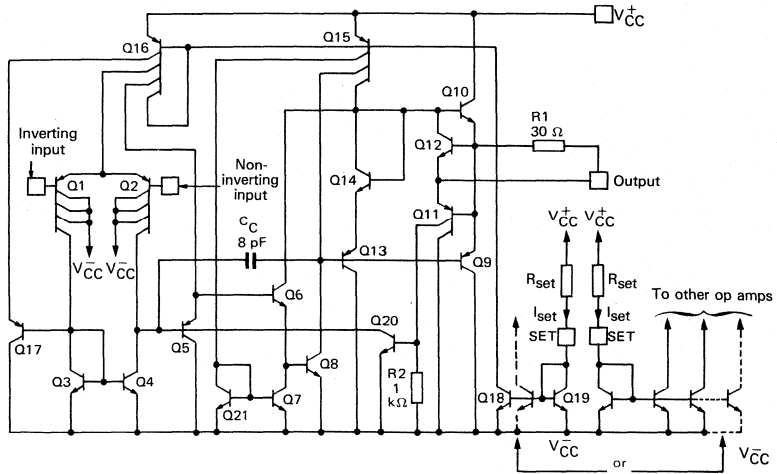 V+CC
Q16
Q15
Q10
R1
30 Ω
Q12
Inverting
input
Non-
inverting
input
Q1
Q2
Q14
Output
Q11
V+CC
V+CC
CC
8 pF
V−CC
V−CC
Q13
Q9
Rset
Rset
To other op amps
Q6
Iset
Iset
Q20
SET
SET
Q17
Q5
Q8
R2
1
kΩ
Q3
Q4
Q18
Q19
Q21
Q7
V−CC
V−CC
or